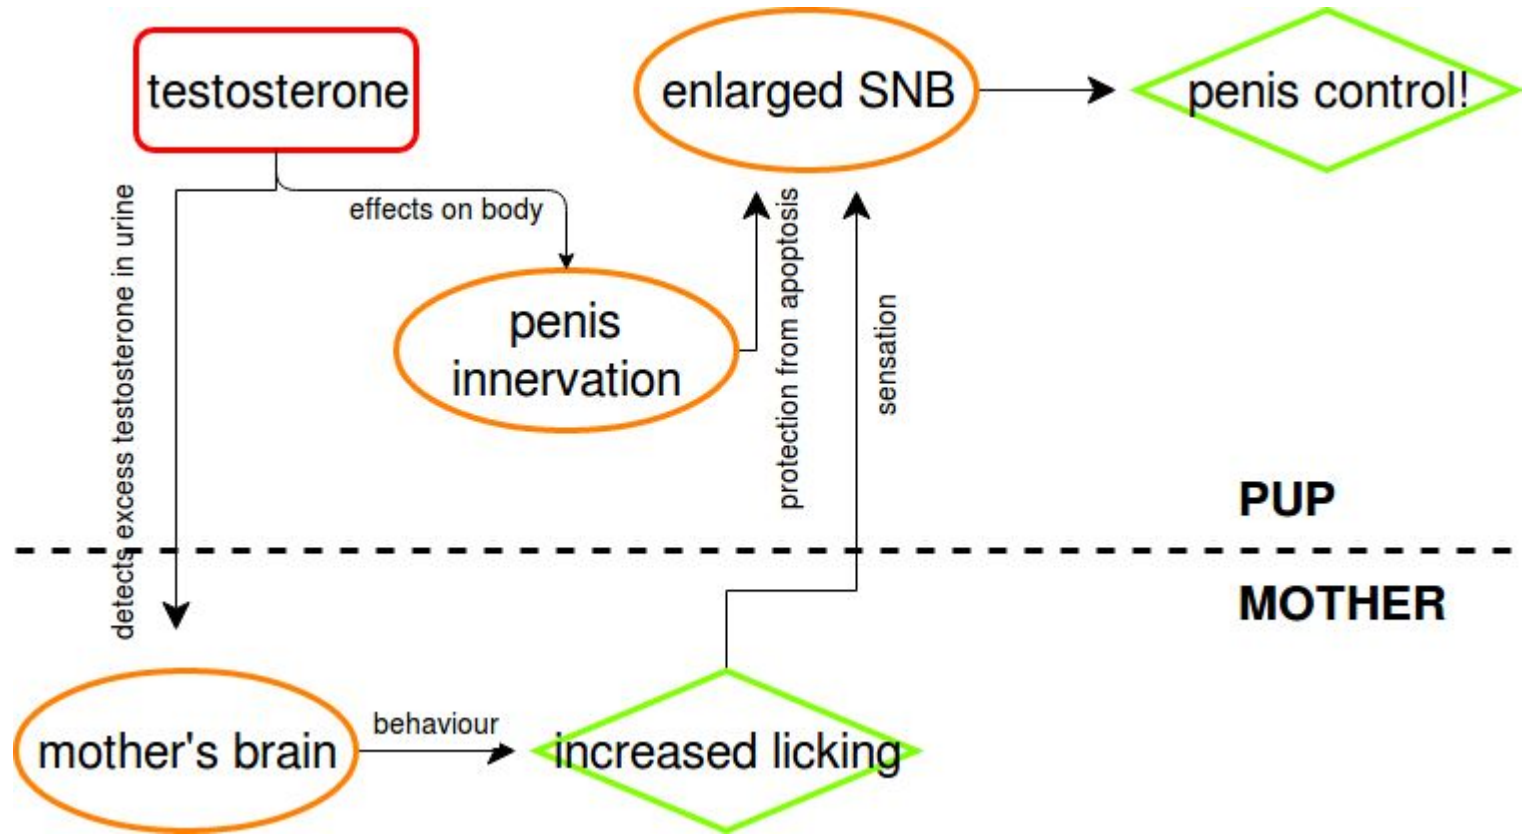 testosterone
enlarged SNB
penis control!
effects on body
detects excess testosterone in urine
penis
innervation
protection from apoptosis
sensation
PUP
MOTHER
mother's brain
behaviour
increased licking